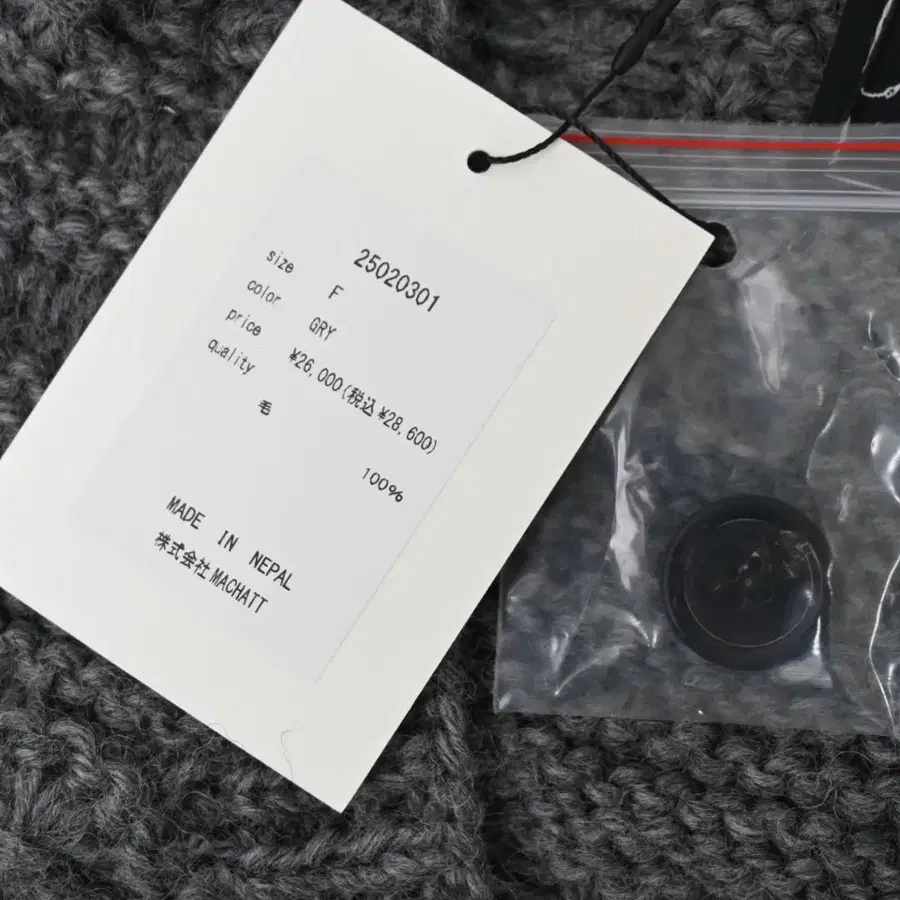 25020301
size F
color GRY
price ¥26,000(税込¥28,600)
quality
毛 100%
MADE IN NEPAL
株式会社MACHATT